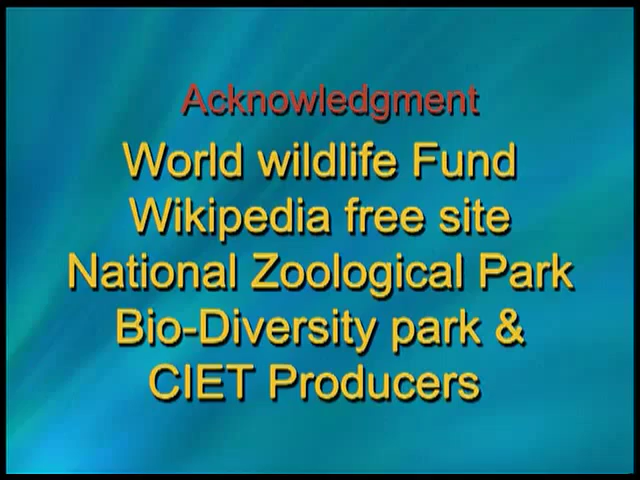 Acknowledgment
World wildlife Fund
Wikipedia free site
National Zoological Park
Bio-Diversity park &
CIET Producers